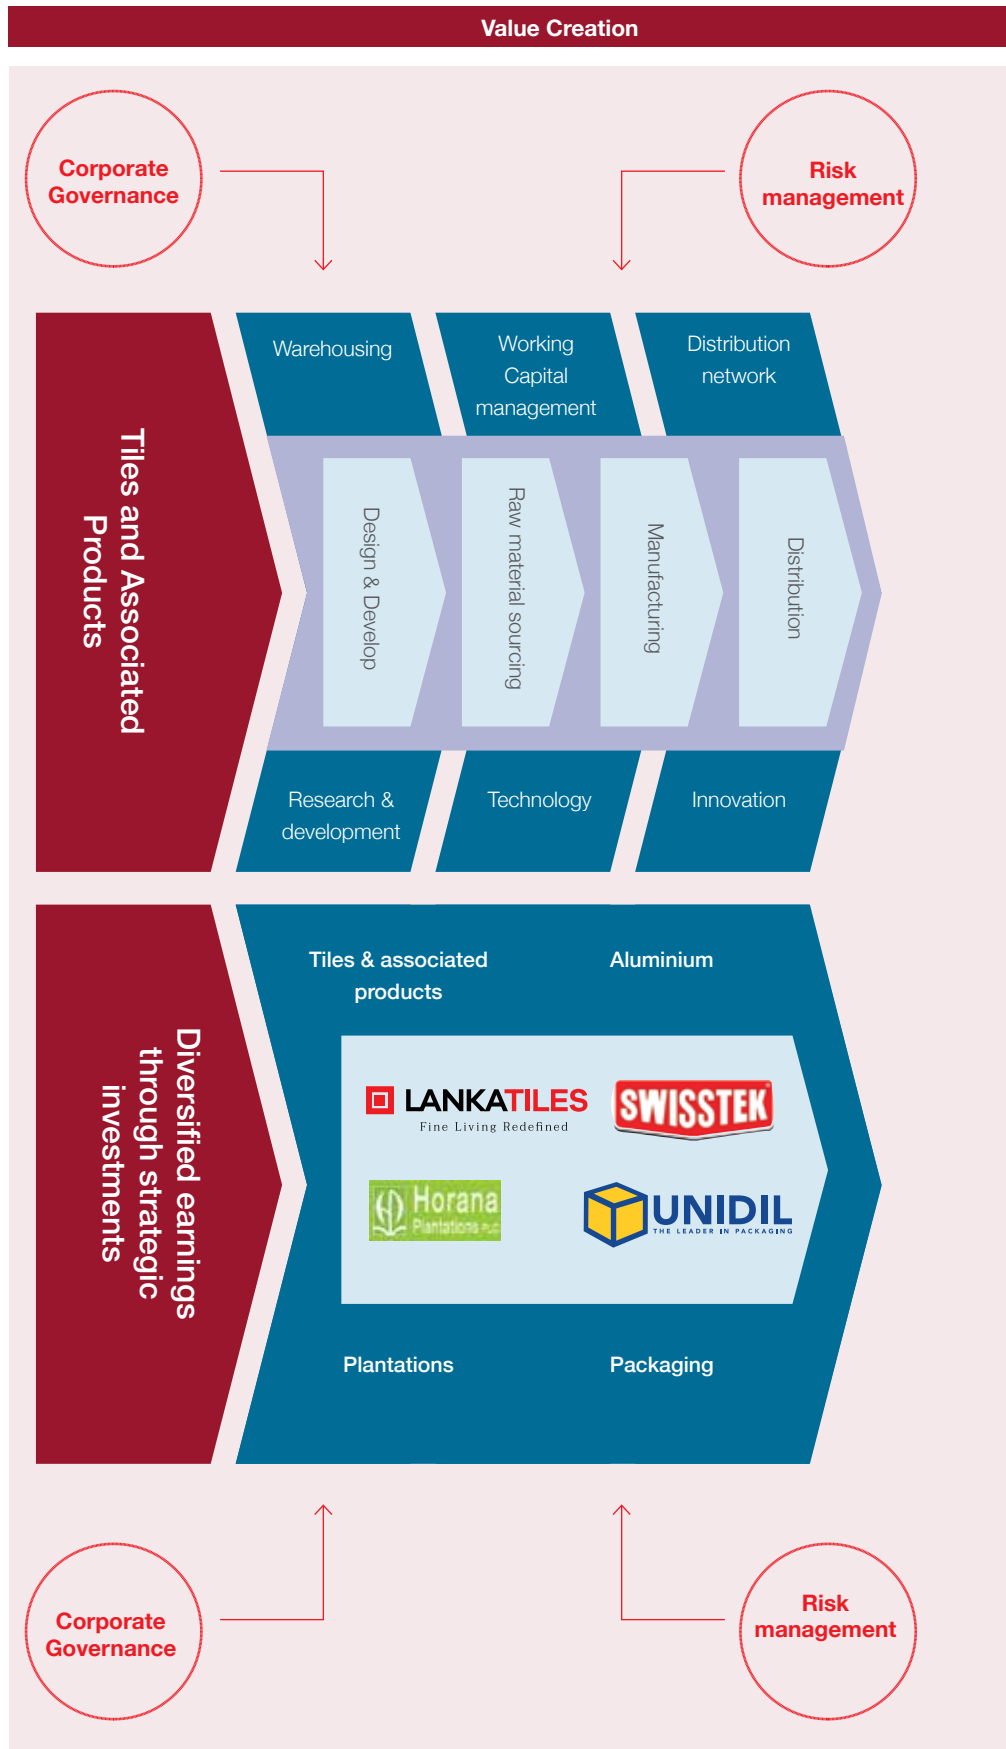 Value Creation
Corporate
Governance
Risk
management
Tiles and Associated
Products
Warehousing
Working
Capital
management
Distribution
network
Design & Develop
Raw material sourcing
Manufacturing
Distribution
Research &
development
Technology
Innovation
Diversified earnings
through strategic
investments
Tiles & associated
products
Aluminium
LANKATILES
Fine Living Redefined
SWISSTEK
Horana
Plantations PLC
UNIDIL
THE LEADER IN PACKAGING
Plantations
Packaging
Corporate
Governance
Risk
management